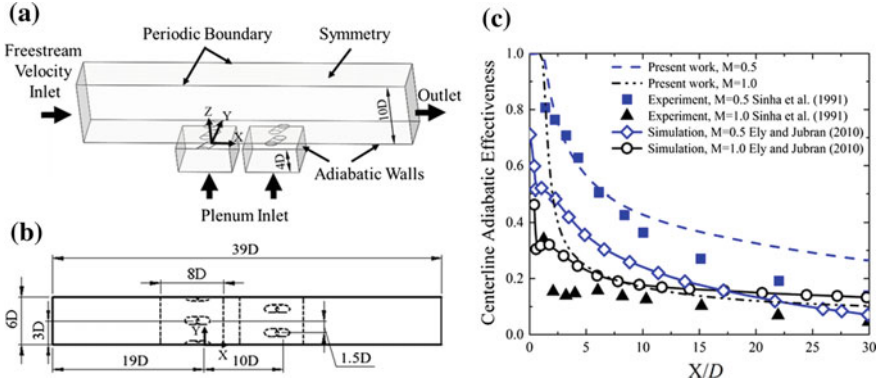 (a)
Periodic Boundary
Symmetry
Freestream
Velocity
Inlet
Outlet
10D
Z
Y
X
4D
Adiabatic Walls
Plenum Inlet
(b)
39D
8D
6D
3D
Y
X
1.5D
19D
10D
(c)
Centerline Adiabatic Effectiveness
1.0
0.8
0.6
0.4
0.2
0.0
Present work, M=0.5
Present work, M=1.0
Experiment, M=0.5 Sinha et al. (1991)
Experiment, M=1.0 Sinha et al. (1991)
Simulation, M=0.5 Ely and Jubran (2010)
Simulation, M=1.0 Ely and Jubran (2010)
0 5 10 15 20 25 30
X/D